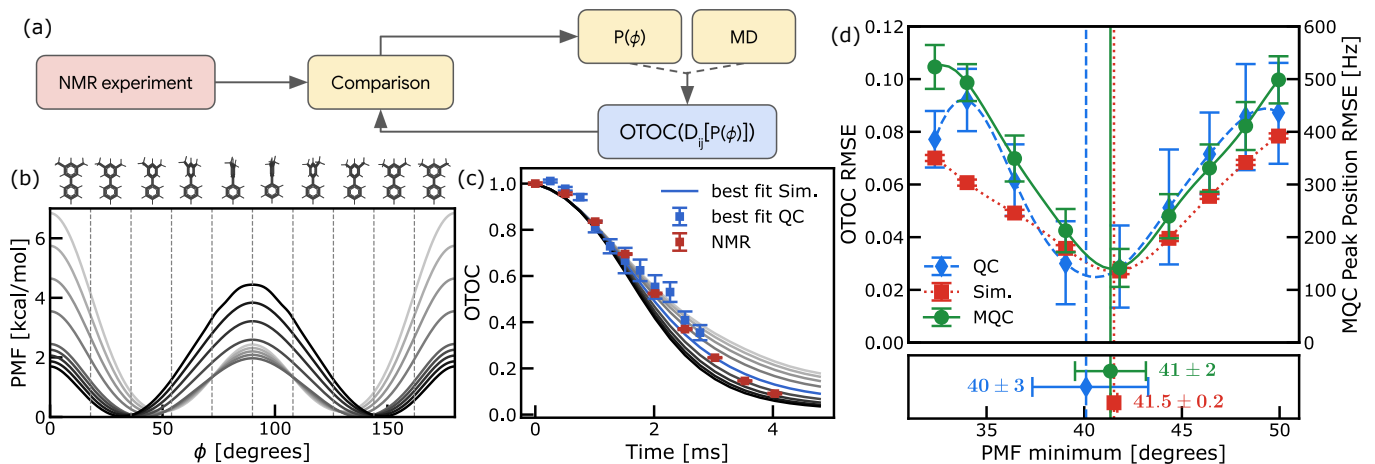 (a)
NMR experiment
Comparison
P(ϕ)
MD
OTOC(D_ij[P(ϕ)])
(b)
PMF [kcal/mol]
6
4
2
0
0
50
100
150
ϕ [degrees]
(c)
OTOC
1.0
0.8
0.6
0.4
0.2
0.0
0
2
4
Time [ms]
best fit Sim.
best fit QC
NMR
(d)
OTOC RMSE
0.12
0.10
0.08
0.06
0.04
0.02
0.00
MQC Peak Position RMSE [Hz]
600
500
400
300
200
100
0
QC
Sim.
MQC
41 ± 2
40 ± 3
41.5 ± 0.2
35
40
45
50
PMF minimum [degrees]